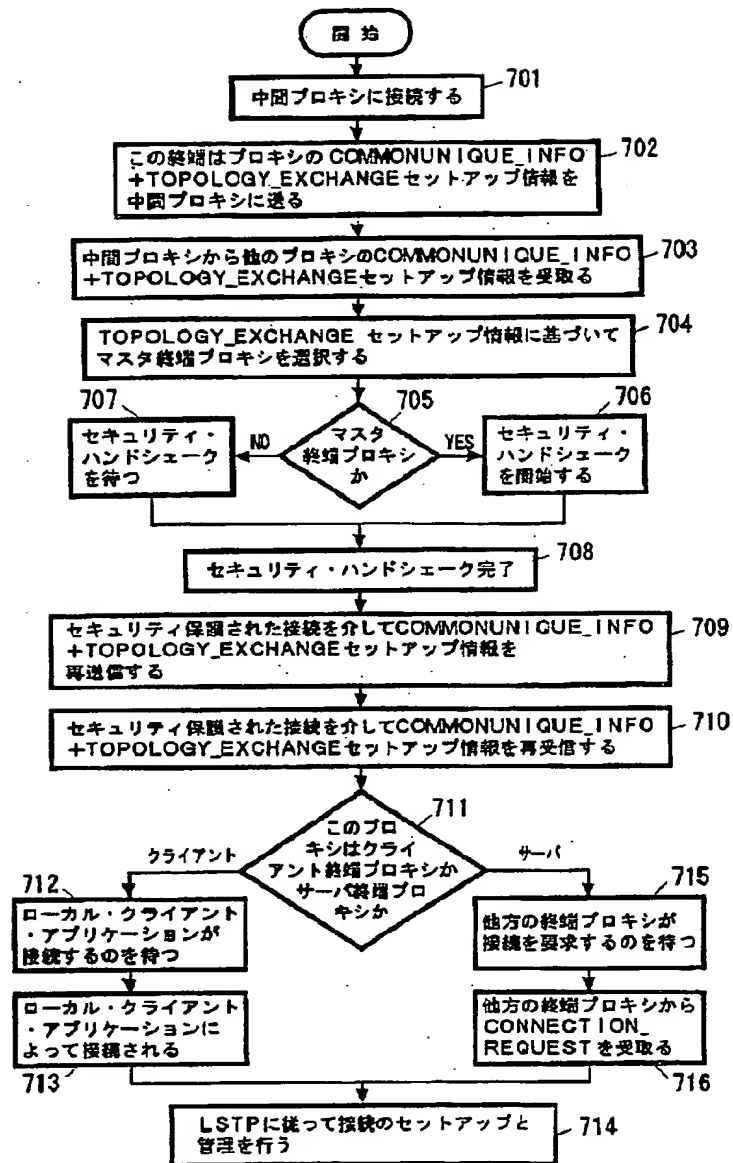 開始
701
中間プロキシに接続する
702
この終端はプロキシの COMMONUNIQUE_INFO
+TOPOLOGY_EXCHANGE セットアップ情報を
中間プロキシに送る
703
中間プロキシから他のプロキシのCOMMONUNIQUE_INFO
+TOPOLOGY_EXCHANGEセットアップ情報を受取る
704
TOPOLOGY_EXCHANGE セットアップ情報に基づいて
マスタ終端プロキシを選択する
705
マスタ
終端プロキシ
か
NO
YES
707
セキュリティ・
ハンドシェーク
を待つ
706
セキュリティ・
ハンドシェーク
を開始する
708
セキュリティ・ハンドシェーク完了
709
セキュリティ保護された接続を介してCOMMONUNIQUE_INFO
+TOPOLOGY_EXCHANGEセットアップ情報を
再送信する
710
セキュリティ保護された接続を介してCOMMONUNIQUE_INFO
+TOPOLOGY_EXCHANGEセットアップ情報を再受信する
711
このプロ
キシはクライ
アント終端プロキシか
サーバ終端プロ
キシか
クライアント
サーバ
712
ローカル・クライアント
・アプリケーションが
接続するのを待つ
715
他方の終端プロキシが
接続を要求するのを待つ
ローカル・クライアント
・アプリケーションに
よって接続される
713
他方の終端プロキシから
CONNECTION_
REQUESTを受取る
716
LSTPに従って接続のセットアップと
管理を行う
714